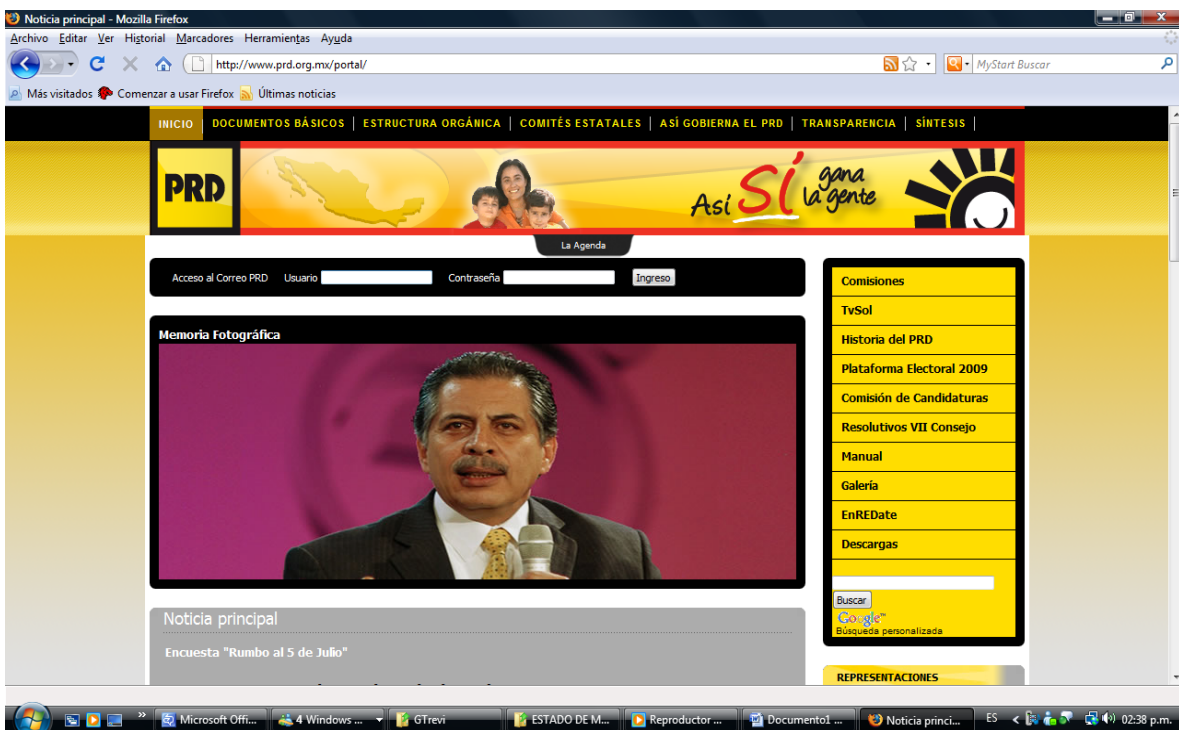 Noticia principal - Mozilla Firefox
Archivo Editar Ver Historial Marcadores Herramientas Ayuda
http://www.prd.org.mx/portal/
MyStart Buscar
Más visitados Comenzar a usar Firefox Últimas noticias
INICIO DOCUMENTOS BÁSICOS ESTRUCTURA ORGÁNICA COMITÉS ESTATALES ASÍ GOBIERNA EL PRD TRANSPARENCIA SÍNTESIS
PRD
Así SÍ gana la gente
La Agenda
Acceso al Correo PRD Usuario Contraseña Ingreso
Memoria Fotográfica
Comisiones
TvSol
Historia del PRD
Plataforma Electoral 2009
Comisión de Candidaturas
Resolutivos VII Consejo
Manual
Galería
EnREDate
Descargas
Buscar
Google™
Búsqueda personalizada
Noticia principal
Encuesta "Rumbo al 5 de Julio"
REPRESENTACIONES
Microsoft Offi... 4 Windows ... GTrevi ESTADO DE M... Reproductor ... Documento1 ... Noticia princi... ES 02:38 p.m.